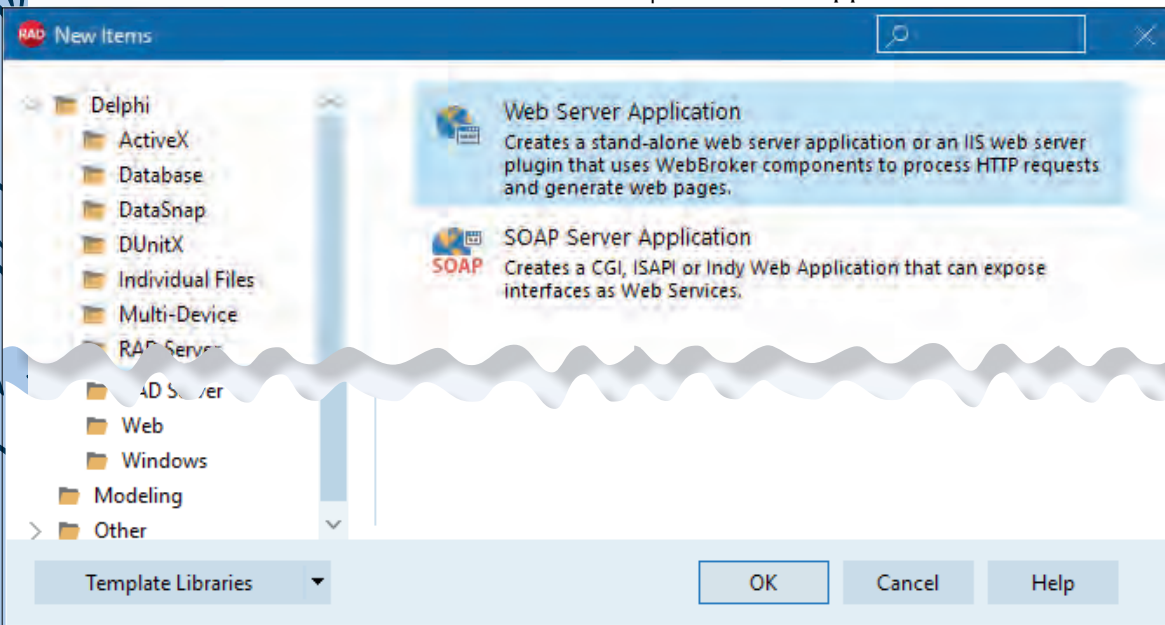 RAD New Items
Delphi
ActiveX
Database
DataSnap
DUnitX
Individual Files
Multi-Device
RAD Server
Server
Web
Windows
Modeling
Other
Web Server Application
Creates a stand-alone web server application or an IIS web server
plugin that uses WebBroker components to process HTTP requests
and generate web pages.
SOAP Server Application
SOAP
Creates a CGI, ISAPI or Indy Web Application that can expose
interfaces as Web Services.
Template Libraries
OK
Cancel
Help